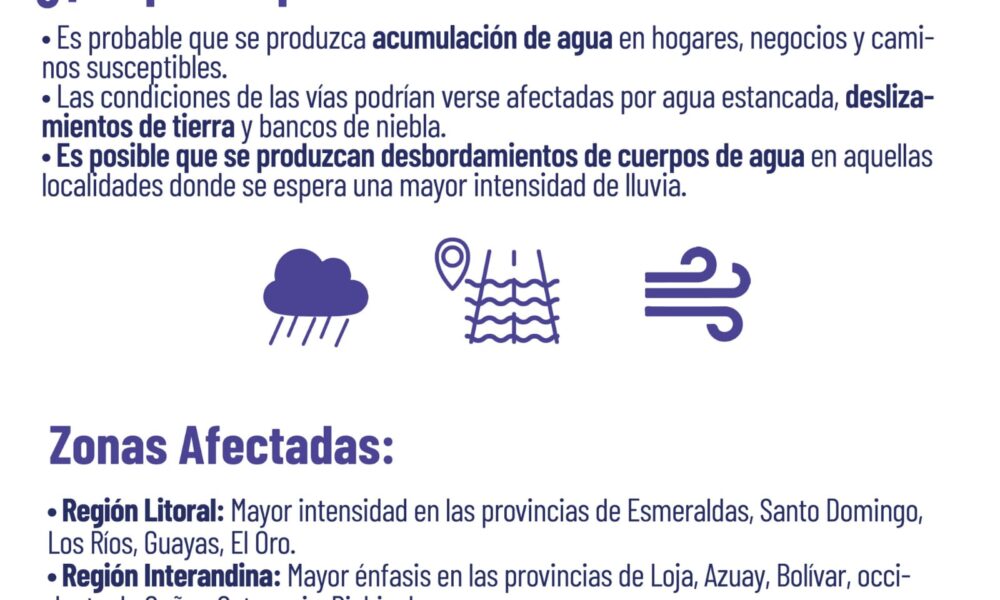 • Es probable que se produzca acumulación de agua en hogares, negocios y cami-
nos susceptibles.
• Las condiciones de las vías podrían verse afectadas por agua estancada, desliza-
mientos de tierra y bancos de niebla.
• Es posible que se produzcan desbordamientos de cuerpos de agua en aquellas
localidades donde se espera una mayor intensidad de lluvia.
Zonas Afectadas:
• Región Litoral: Mayor intensidad en las provincias de Esmeraldas, Santo Domingo,
Los Ríos, Guayas, El Oro.
• Región Interandina: Mayor énfasis en las provincias de Loja, Azuay, Bolívar, occi-